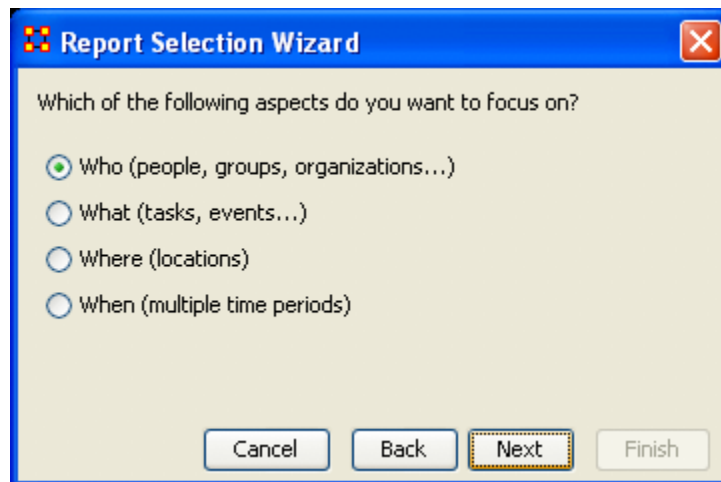 Report Selection Wizard
Which of the following aspects do you want to focus on?
Who (people, groups, organizations...)
What (tasks, events...)
Where (locations)
When (multiple time periods)
Cancel Back Next Finish